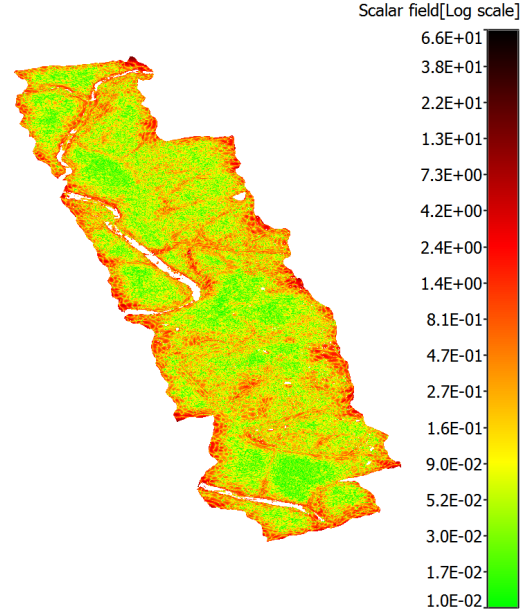 Scalar field[Log scale]
6.6E+01
3.8E+01
2.2E+01
1.3E+01
7.3E+00
4.2E+00
2.4E+00
1.4E+00
8.1E-01
4.7E-01
2.7E-01
1.6E-01
9.0E-02
5.2E-02
3.0E-02
1.7E-02
1.0E-02